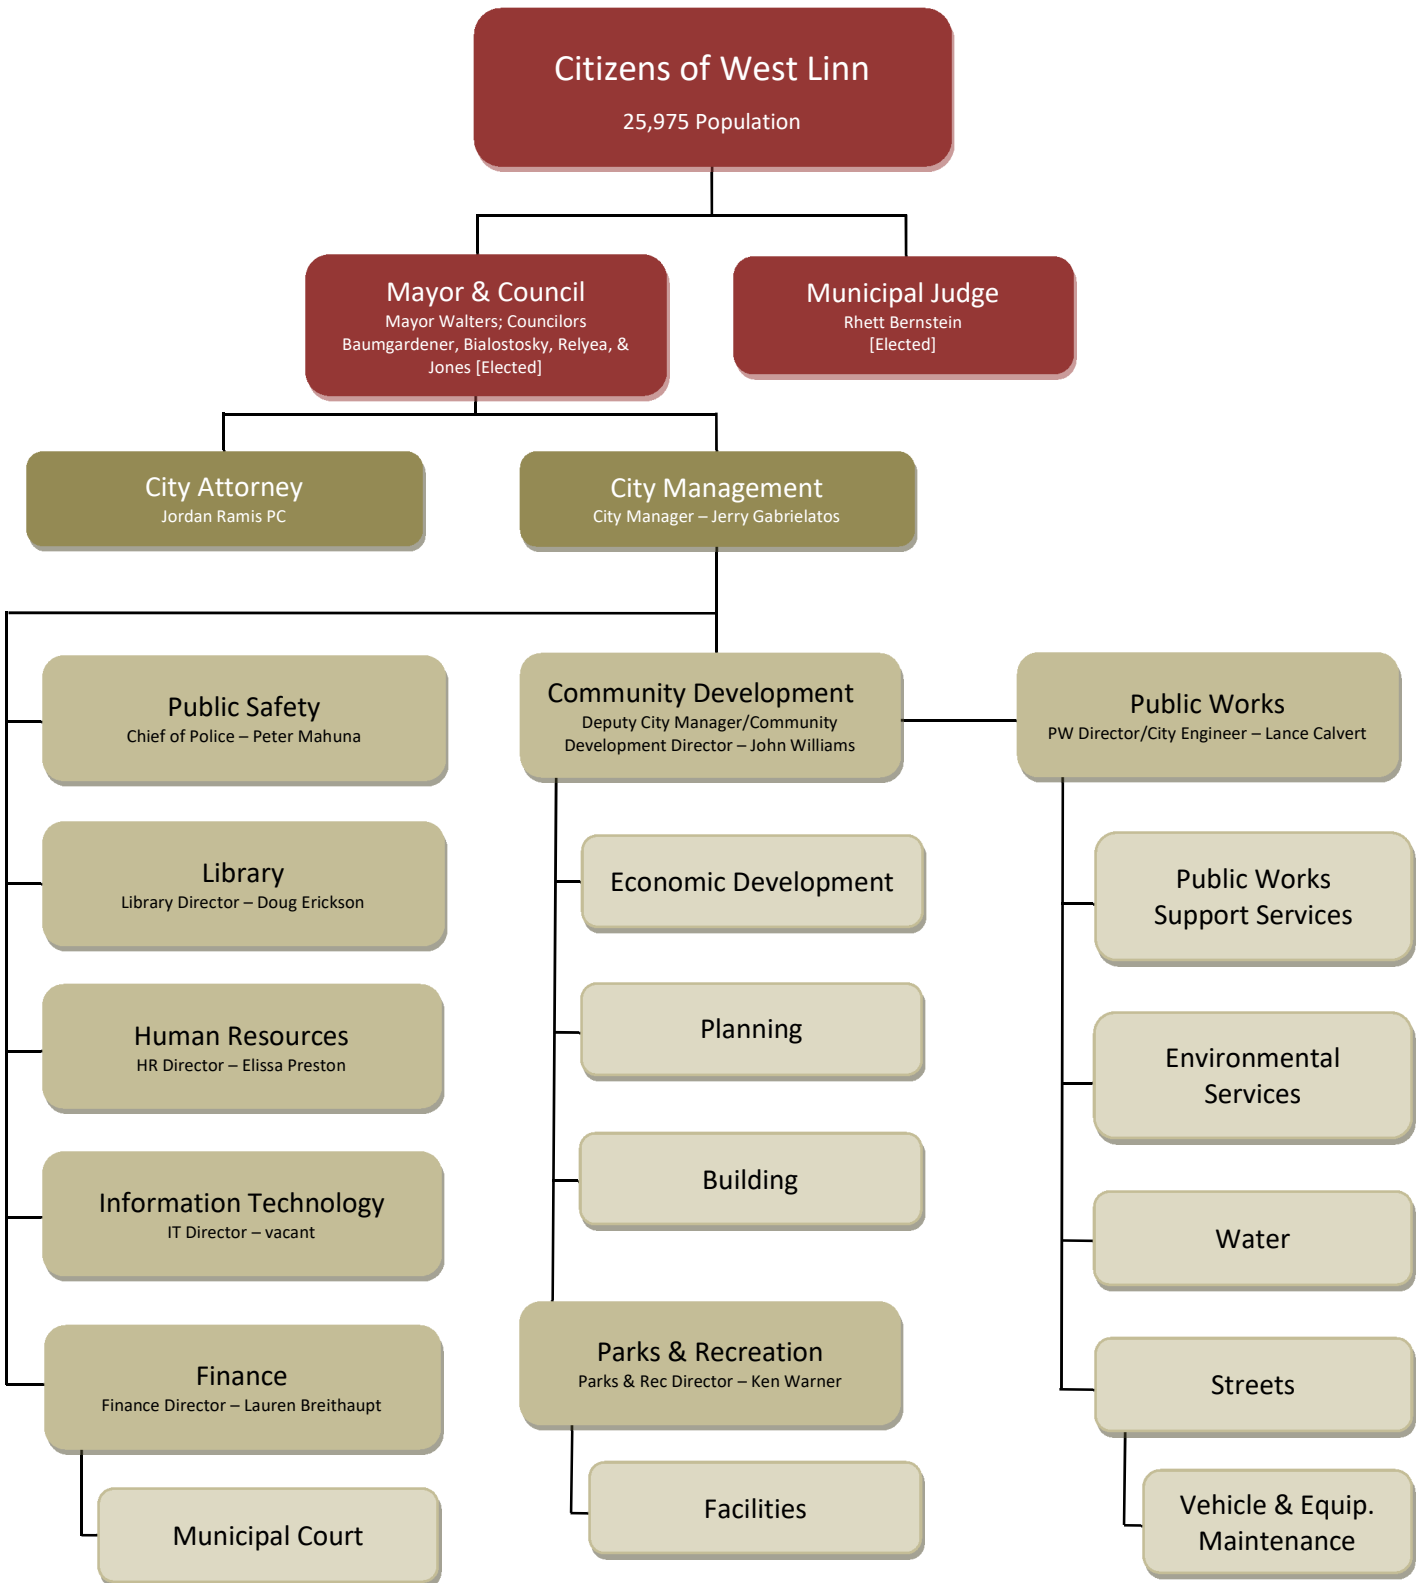 Citizens of West Linn
25,975 Population
Mayor & Council
Mayor Walters; Councilors
Baumgardener, Bialostosky, Relyea, &
Jones [Elected]
Municipal Judge
Rhett Bernstein
[Elected]
City Attorney
Jordan Ramis PC
City Management
City Manager – Jerry Gabrielatos
Public Safety
Chief of Police – Peter Mahuna
Library
Library Director – Doug Erickson
Human Resources
HR Director – Elissa Preston
Information Technology
IT Director – vacant
Finance
Finance Director – Lauren Breithaupt
Municipal Court
Community Development
Deputy City Manager/Community
Development Director – John Williams
Economic Development
Planning
Building
Parks & Recreation
Parks & Rec Director – Ken Warner
Facilities
Public Works
PW Director/City Engineer – Lance Calvert
Public Works
Support Services
Environmental
Services
Water
Streets
Vehicle & Equip.
Maintenance